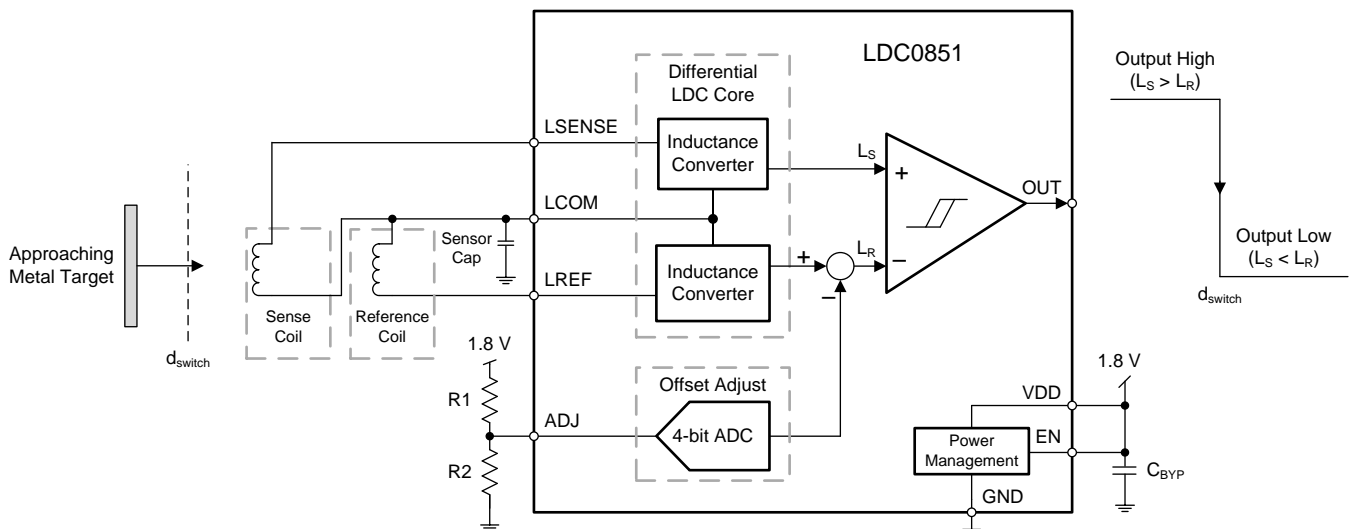 LDC0851
Output High
(LS > LR)
Differential
LDC Core
LSENSE
Inductance
Converter
LS
+
OUT
LCOM
Approaching
Metal Target
Sensor
Cap
LREF
Inductance
Converter
+
LR
−
−
Output Low
(LS < LR)
dswitch
Sense
Coil
Reference
Coil
dswitch
1.8 V
R1
ADJ
R2
Offset Adjust
4-bit ADC
1.8 V
VDD
EN
Power
Management
CBYP
GND